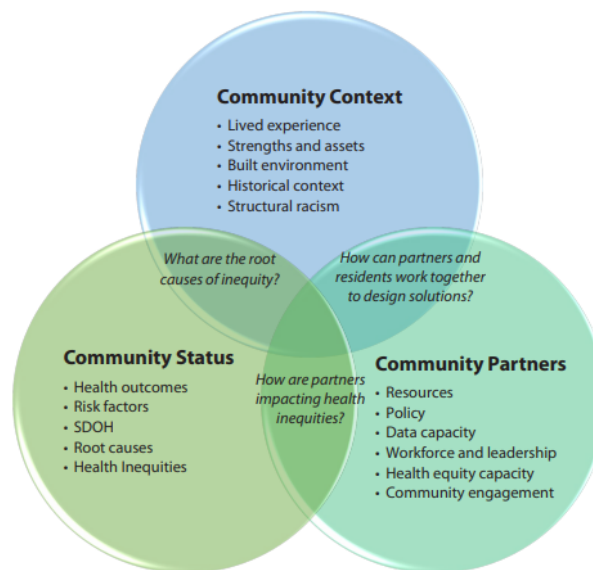 Community Context
• Lived experience
• Strengths and assets
• Built environment
• Historical context
• Structural racism
What are the root
causes of inequity?
How can partners and
residents work together
to design solutions?
Community Status
• Health outcomes
• Risk factors
• SDOH
• Root causes
• Health Inequities
How are partners
impacting health
inequities?
Community Partners
• Resources
• Policy
• Data capacity
• Workforce and leadership
• Health equity capacity
• Community engagement